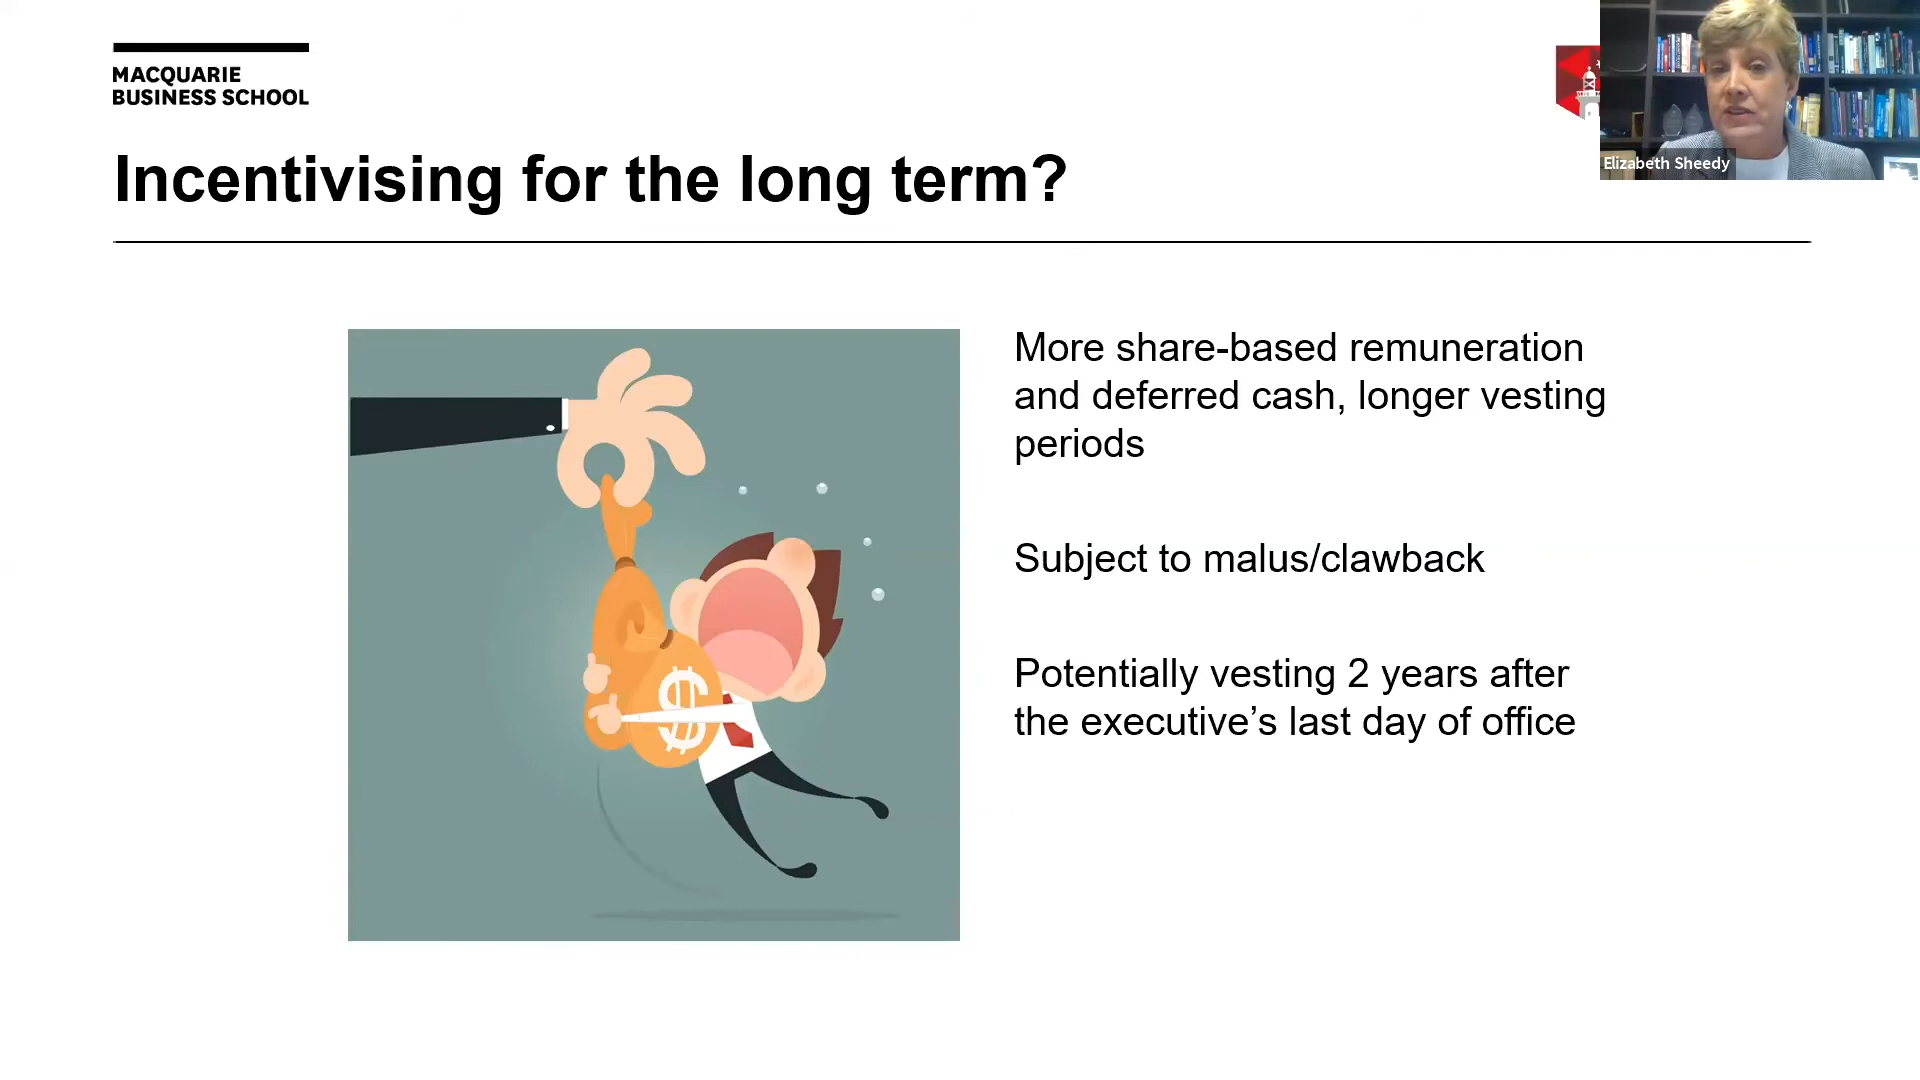 MACQUARIE
BUSINESS SCHOOL
Elizabeth Sheedy
Incentivising for the long term?
More share-based remuneration
and deferred cash, longer vesting
periods
Subject to malus/clawback
Potentially vesting 2 years after
the executive’s last day of office
$